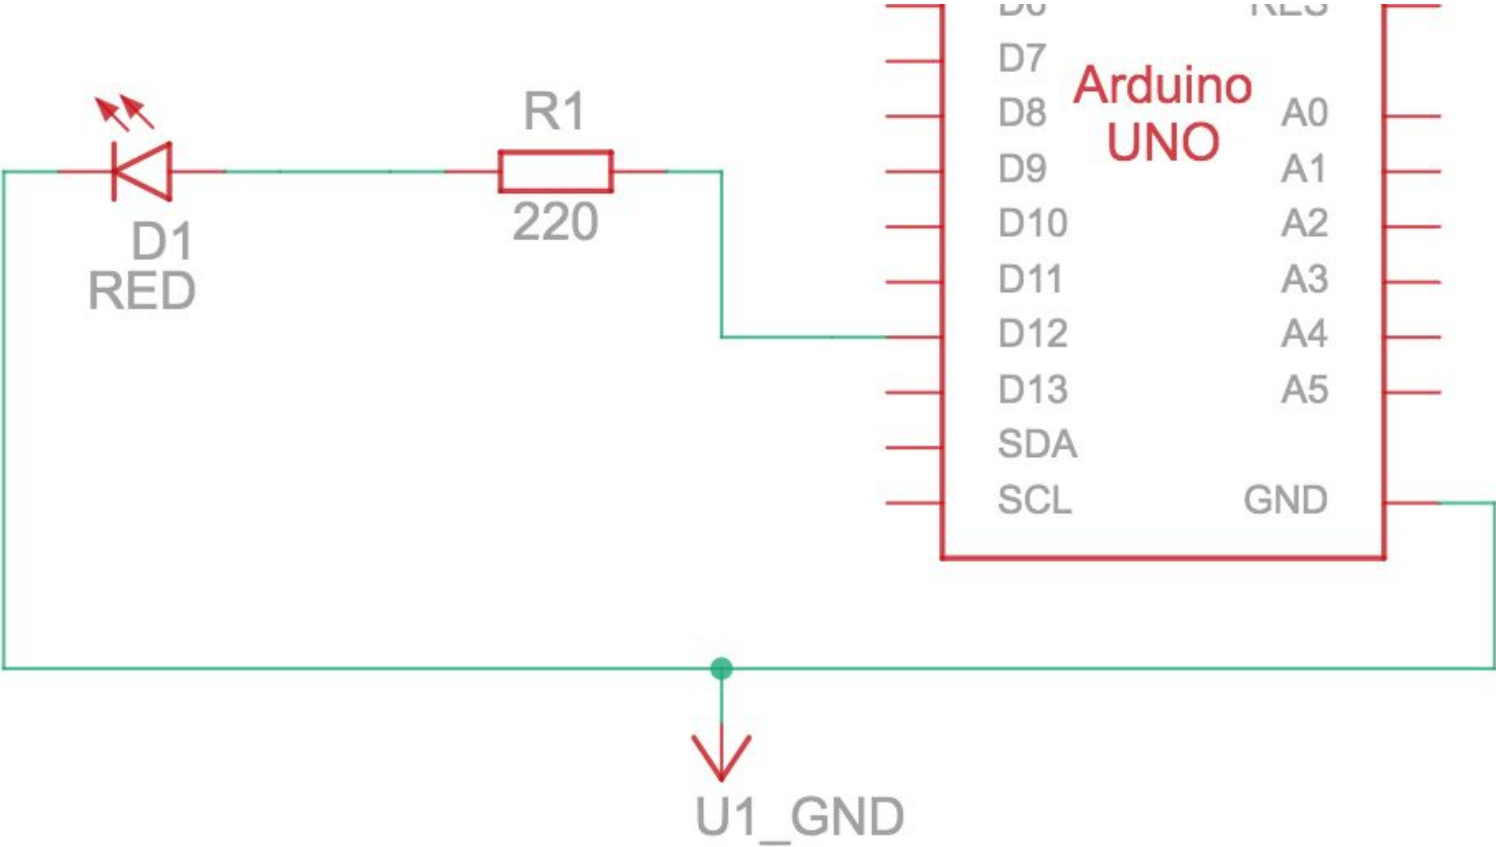 R1
220
D1
RED
Arduino
UNO
D7
D8
D9
D10
D11
D12
D13
SDA
SCL
A0
A1
A2
A3
A4
A5
GND
U1_GND